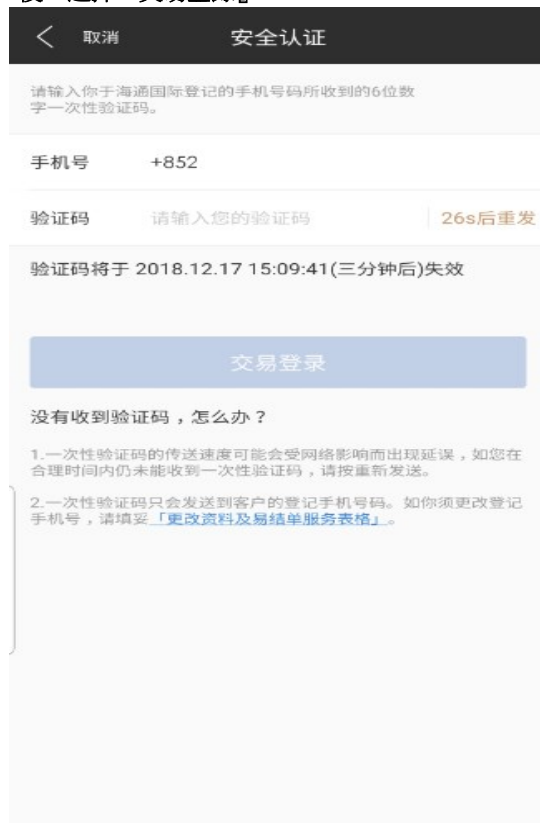 取消
安全认证
请输入你于海通国际登记的手机号码所收到的6位数
字一次性验证码。
手机号 +852
验证码 请输入您的验证码 26s后重发
验证码将于 2018.12.17 15:09:41(三分钟后)失效
交易登录
没有收到验证码，怎么办？
1.一次性验证码的传送速度可能会受网络影响而出现延误，如您在
合理时间内仍未能收到一次性验证码，请按重新发送。
2.一次性验证码只会发送到客户的登记手机号码。如你须更改登记
手机号，请填妥「更改资料及易结单服务表格」。